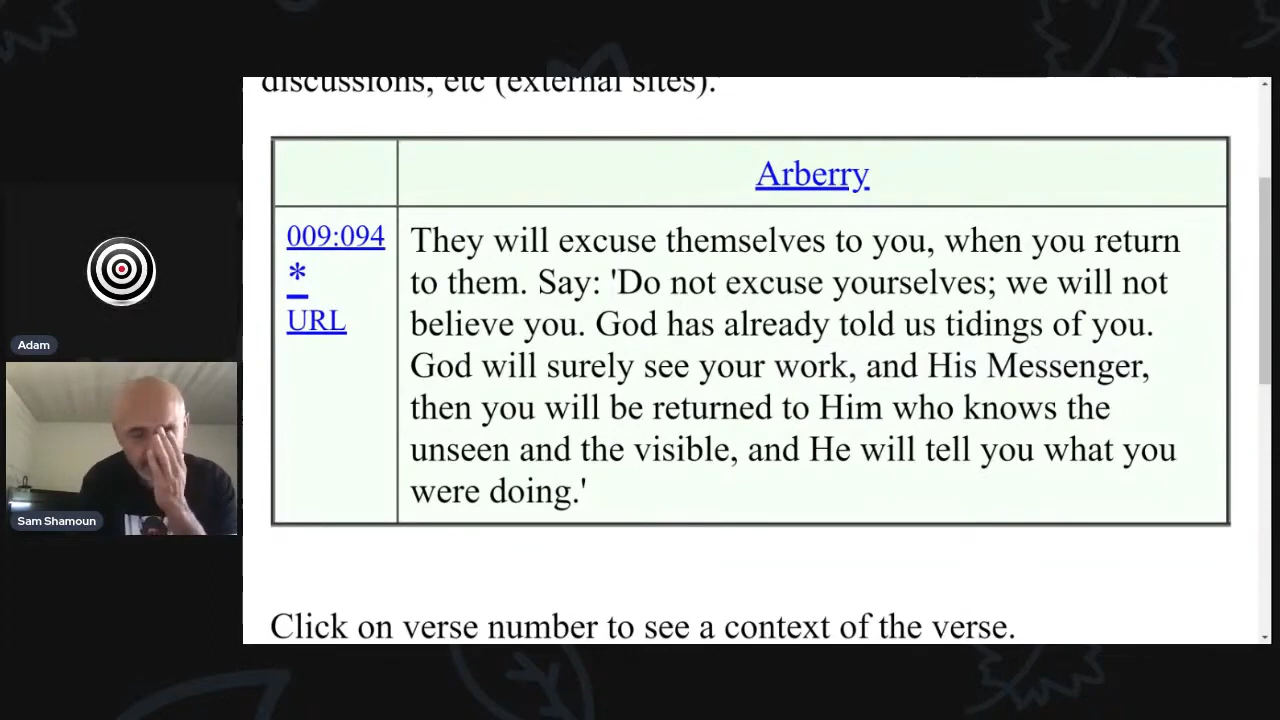 discussions, etc (external sites).
Arberry
009:094
*
URL
They will excuse themselves to you, when you return
to them. Say: 'Do not excuse yourselves; we will not
believe you. God has already told us tidings of you.
God will surely see your work, and His Messenger,
then you will be returned to Him who knows the
unseen and the visible, and He will tell you what you
were doing.'
Click on verse number to see a context of the verse.
Adam
Sam Shamoun